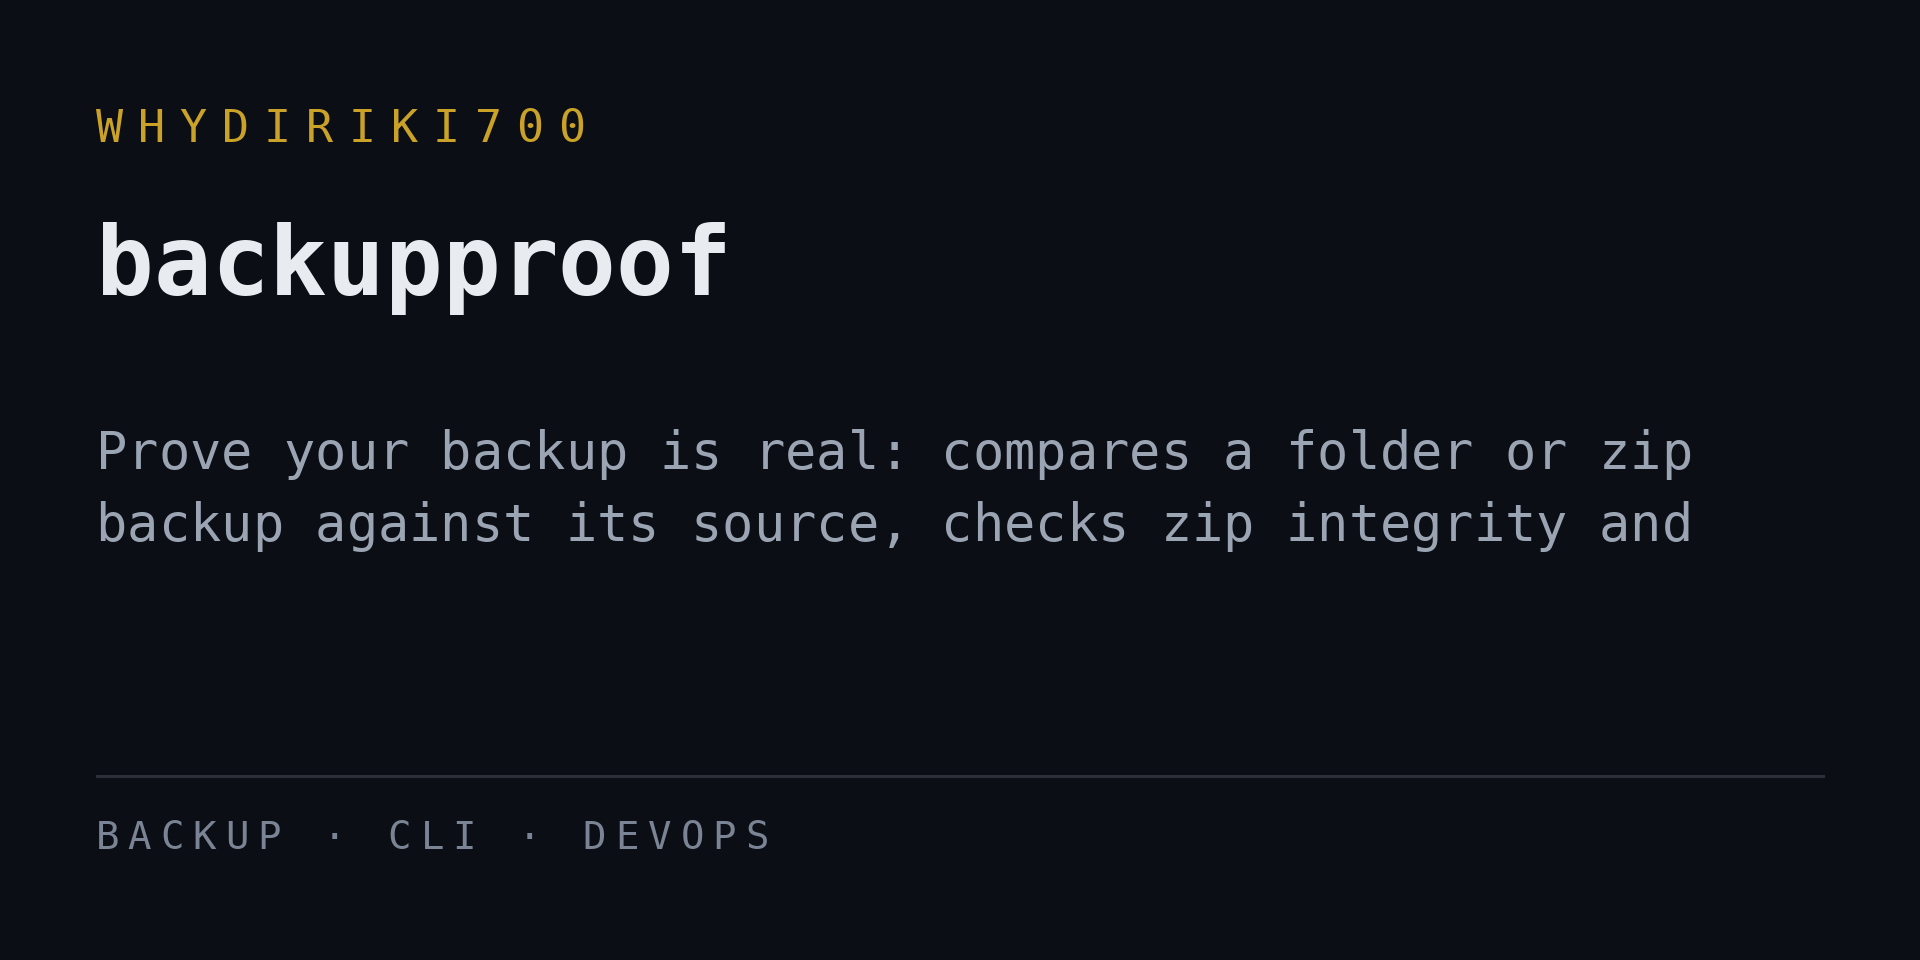 WHYDIRIKI700
backupproof
Prove your backup is real: compares a folder or zip
backup against its source, checks zip integrity and
BACKUP · CLI · DEVOPS